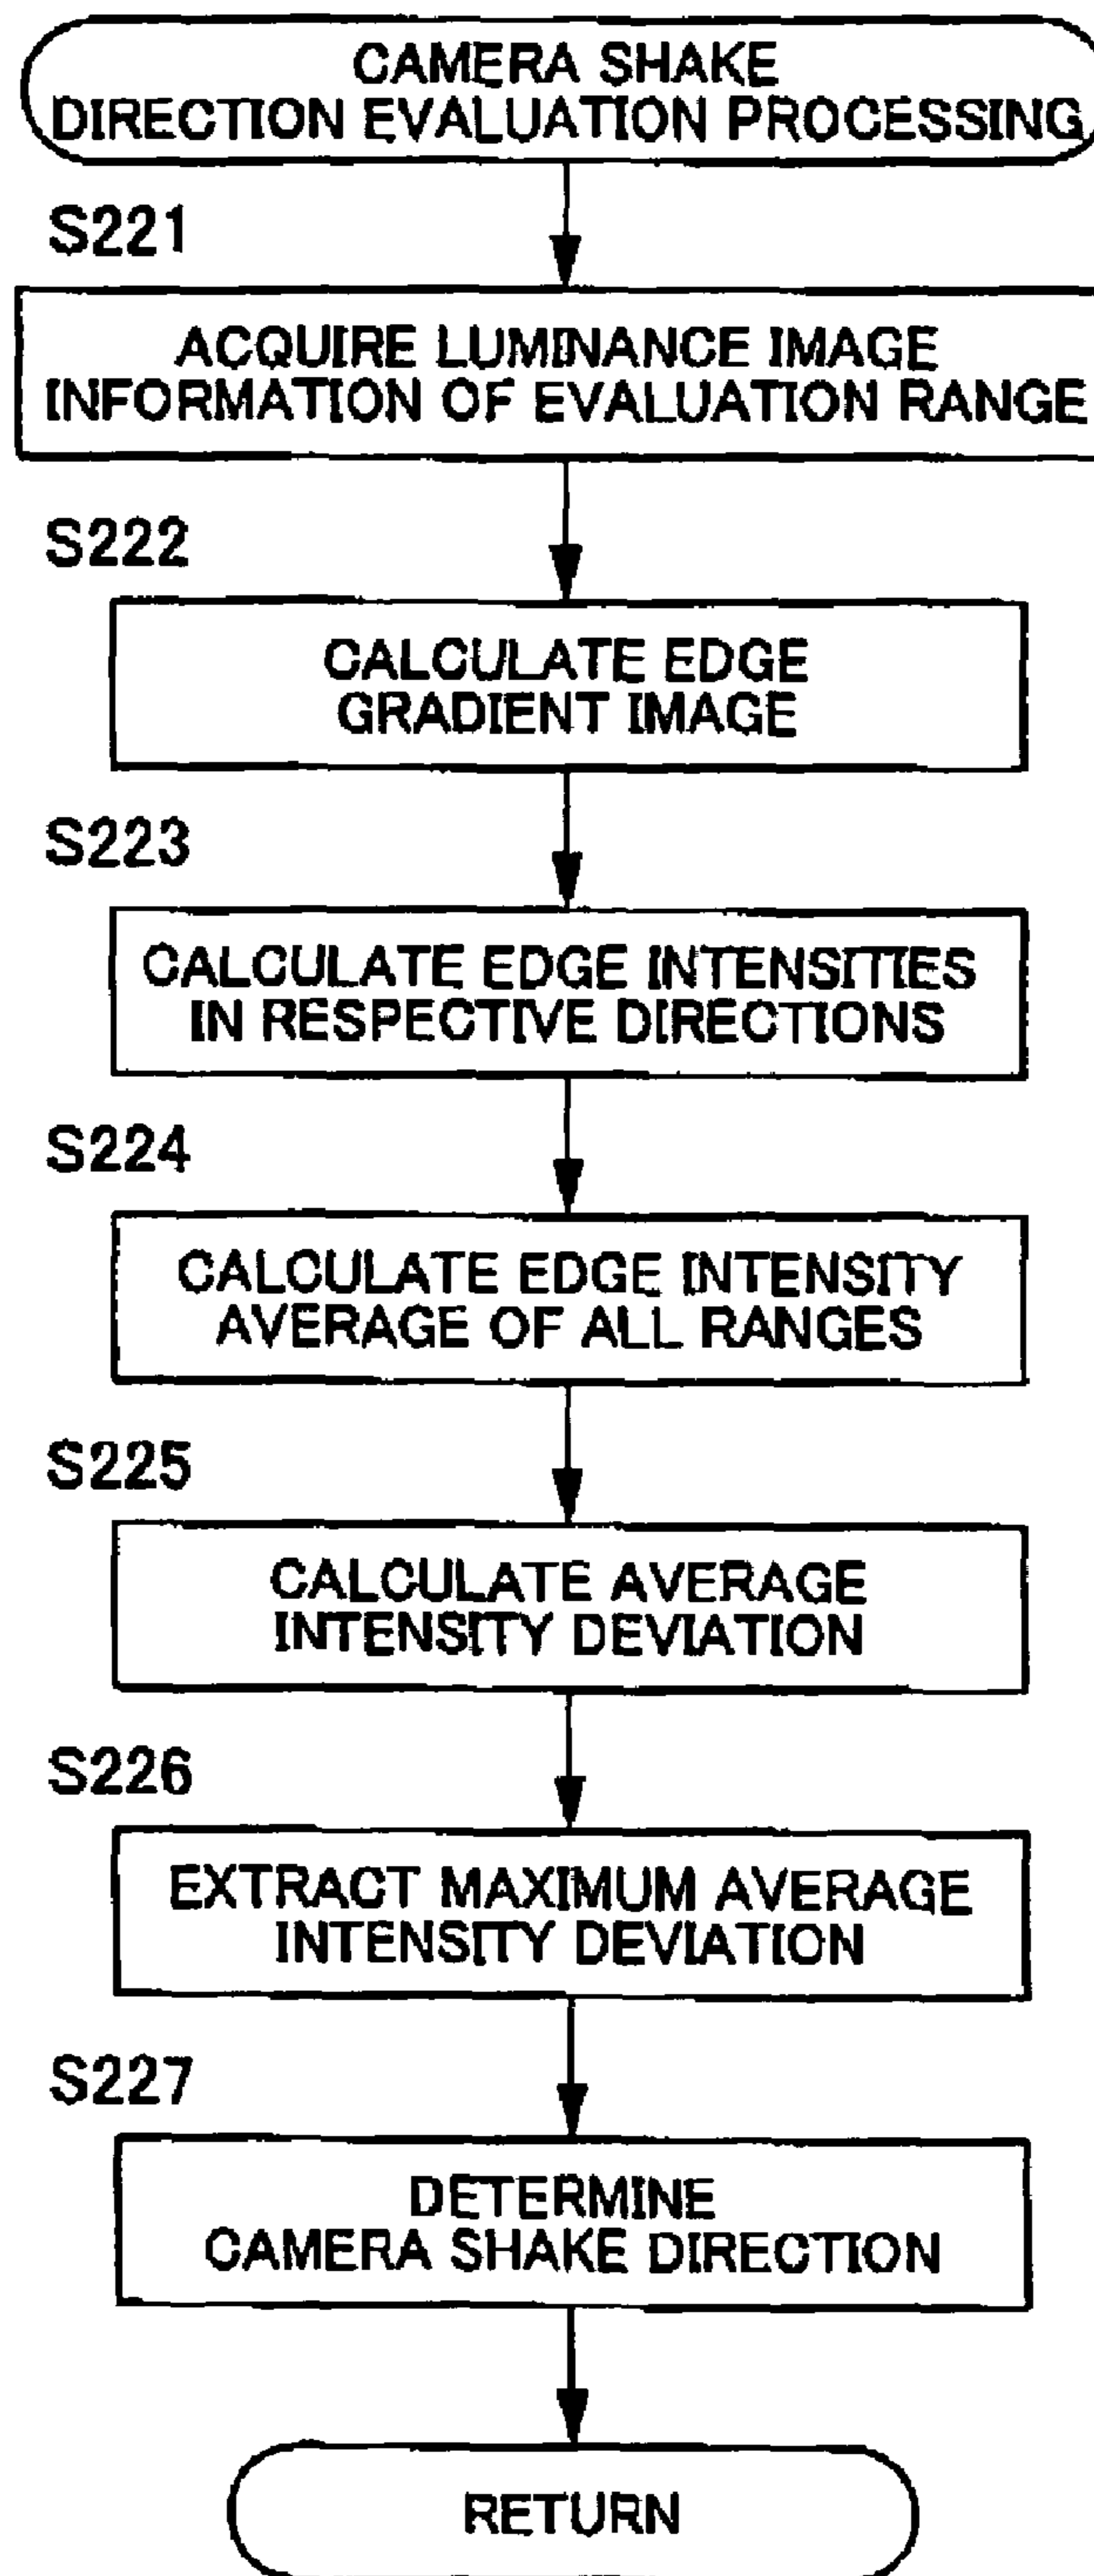 CAMERA SHAKE
DIRECTION EVALUATION PROCESSING
S221
ACQUIRE LUMINANCE IMAGE
INFORMATION OF EVALUATION RANGE
S222
CALCULATE EDGE
GRADIENT IMAGE
S223
CALCULATE EDGE INTENSITIES
IN RESPECTIVE DIRECTIONS
S224
CALCULATE EDGE INTENSITY
AVERAGE OF ALL RANGES
S225
CALCULATE AVERAGE
INTENSITY DEVIATION
S226
EXTRACT MAXIMUM AVERAGE
INTENSITY DEVIATION
S227
DETERMINE
CAMERA SHAKE DIRECTION
RETURN